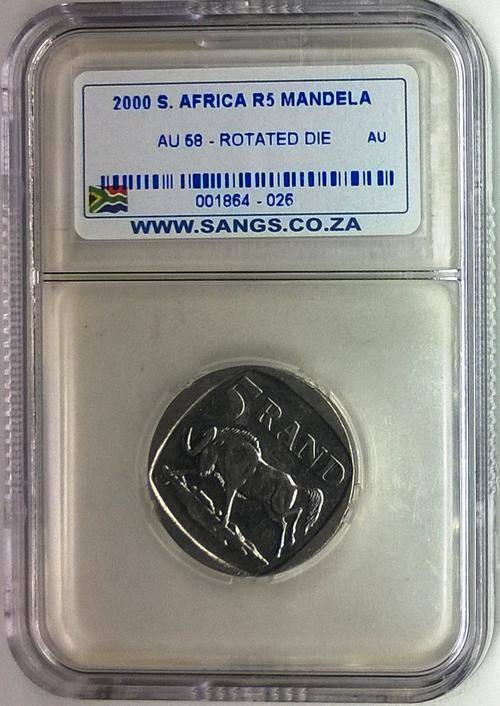 2000 S. AFRICA R5 MANDELA
AU 58 - ROTATED DIE AU
001864 - 026
WWW.SANGS.CO.ZA
5 RAND